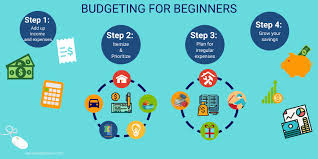 BUDGETING FOR BEGINNERS
Step 1:
Add up
income
and expenses
Step 2:
Itemize
&
Prioritize
Step 3:
Plan for
irregular
expenses
Step 4:
Grow your
savings